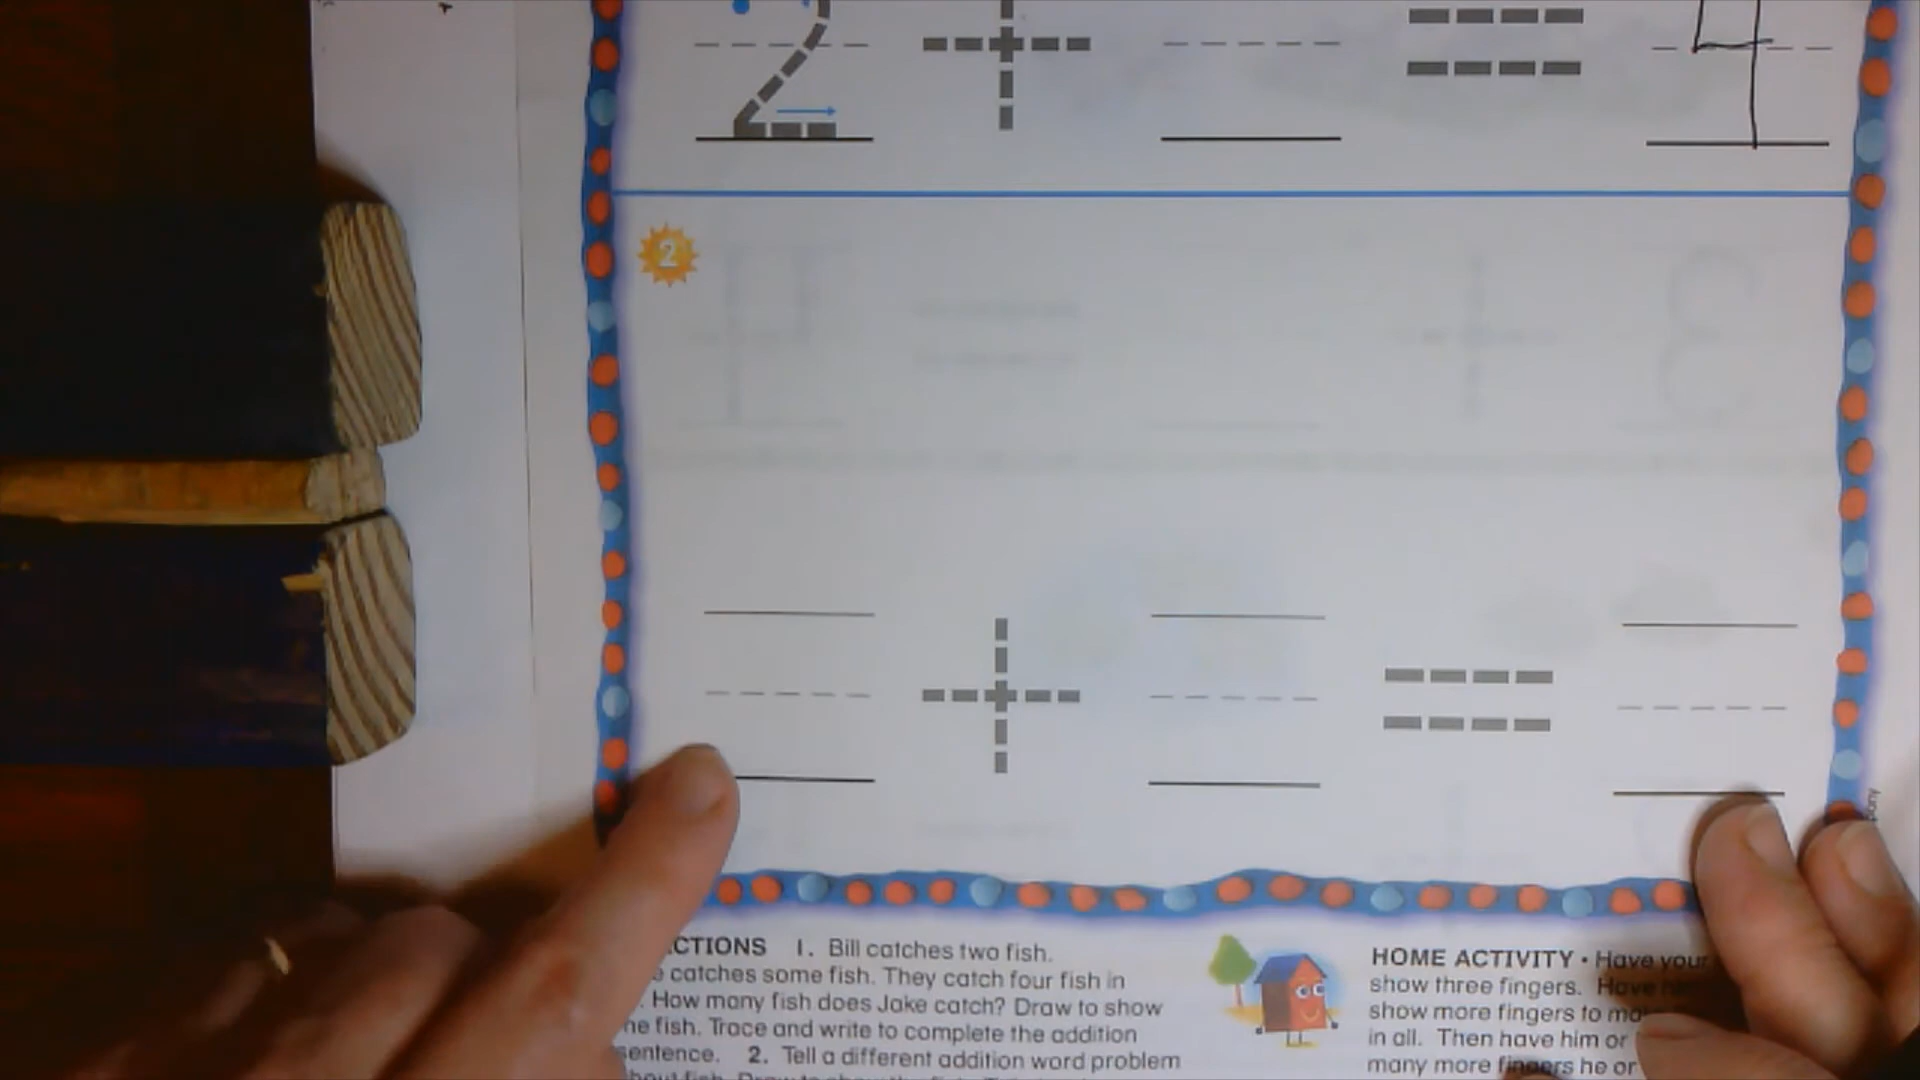 2 + = 4
2
+ =
CTIONS 1. Bill catches two fish.
catches some fish. They catch four fish in
. How many fish does Jake catch? Draw to show
he fish. Trace and write to complete the addition
sentence. 2. Tell a different addition word problem
HOME ACTIVITY • Have your
show three fingers. Have
show more fingers to
in all. Then have him or
many more fingers he or